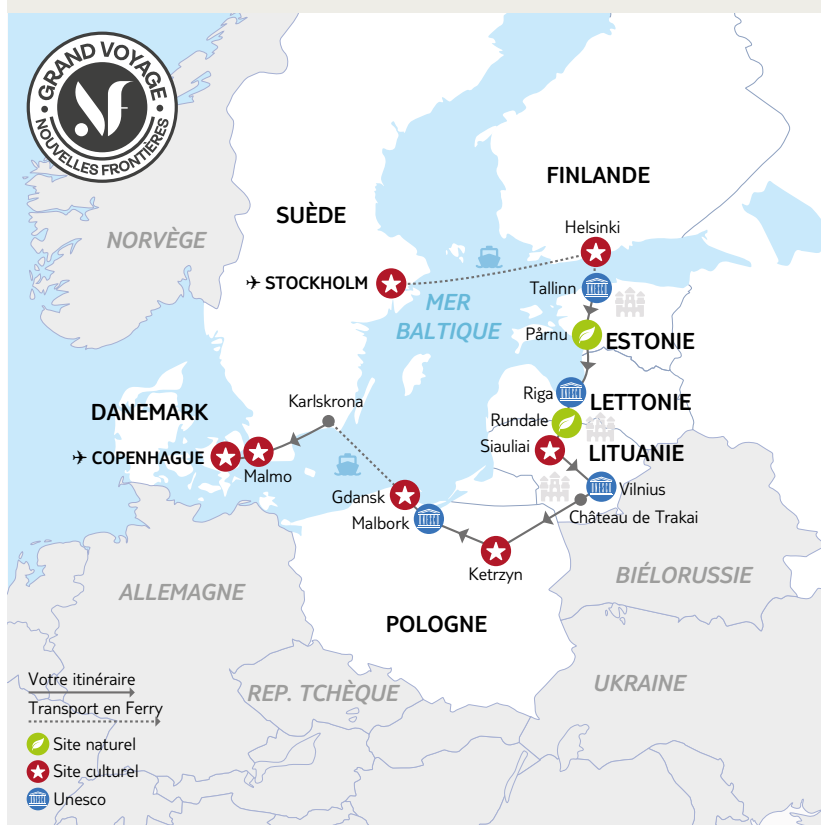 GRAND VOYAGE
NOUVELLES FRONTIÈRES
NF
FINLANDE
SUÈDE
Helsinki
NORVÈGE
STOCKHOLM
Tallinn
MER
BALTIQUE
Pårnu
ESTONIE
Riga
LETTONIE
Karlskrona
DANEMARK
Rundale
Siauliai
LITUANIE
COPENHAGUE
Malmo
Vilnius
Gdansk
Malbork
Château de Trakai
Ketrzyn
BIÉLORUSSIE
ALLEMAGNE
POLOGNE
Votre itinéraire
UKRAINE
REP. TCHÈQUE
Transport en Ferry
Site naturel
Site culturel
Unesco